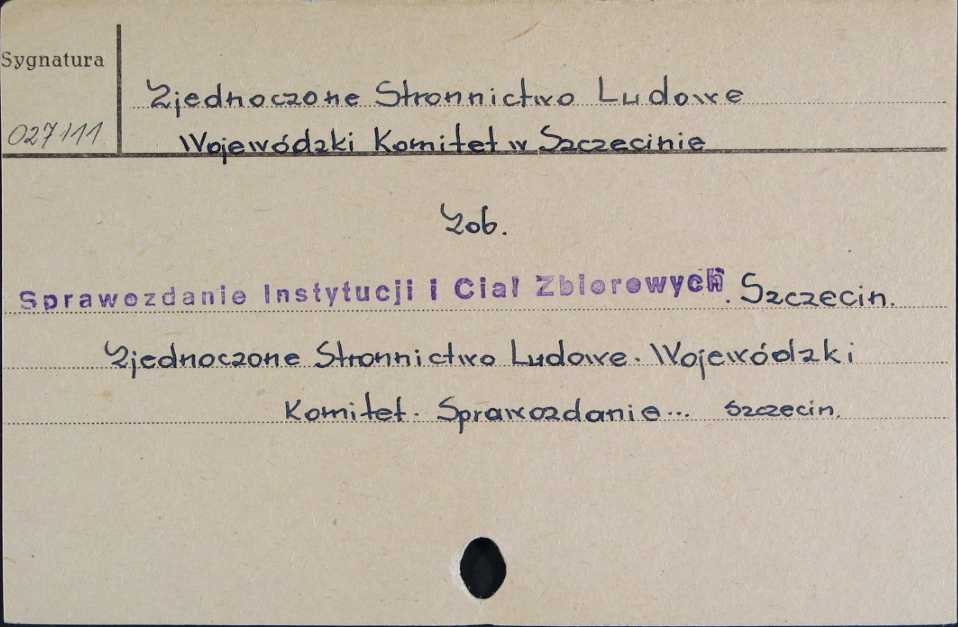 Sygnatura
Zjednoczone Stronnictwo Ludowe
027/11
Wojewódzki Komitet w Szczecinie
Zob.
Sprawozdanie Instytucji i Ciał Zbiorowych. Szczecin.
Zjednoczone Stronnictwo Ludowe. Wojewódzki
Komitet. Sprawozdanie... Szczecin.